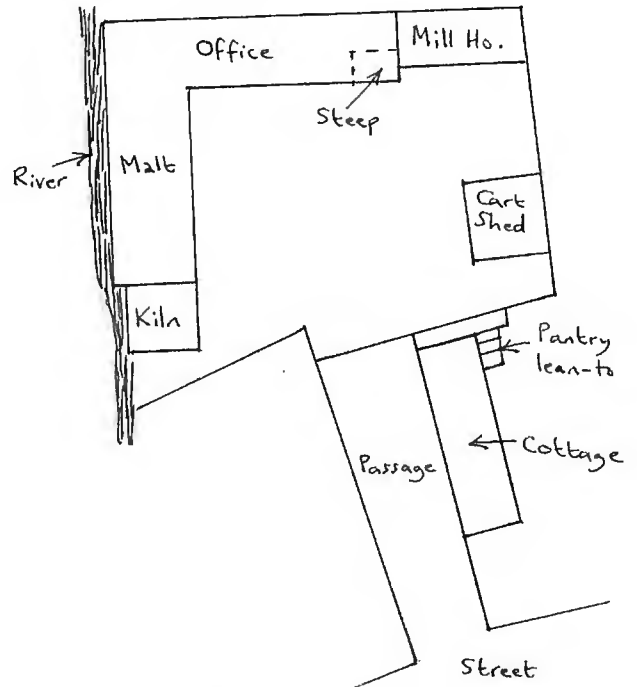 Office
Mill Ho.
Steep
River
Malt
Cart
Shed
Kiln
Pantry
lean-to
Passage
Cottage
Street